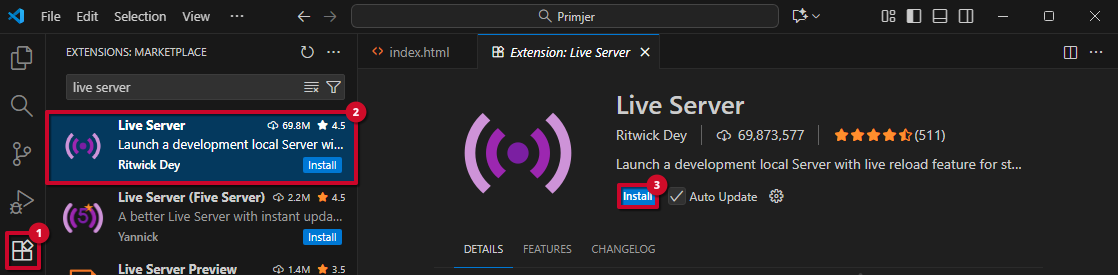 File Edit Selection View ··· Primjer
EXTENSIONS: MARKETPLACE ···
live server
2
Live Server 69.8M 4.5
Launch a development local Server wi...
Ritwick Dey Install
Live Server (Five Server) 2.2M 4.5
5
A better Live Server with instant upda...
Yannick Install
Live Server Preview 1.4M 3.5
1
<> index.html Extension: Live Server ···
Live Server
Ritwick Dey 69,873,577 (511)
Launch a development local Server with live reload feature for st...
3
Install Auto Update
DETAILS FEATURES CHANGELOG